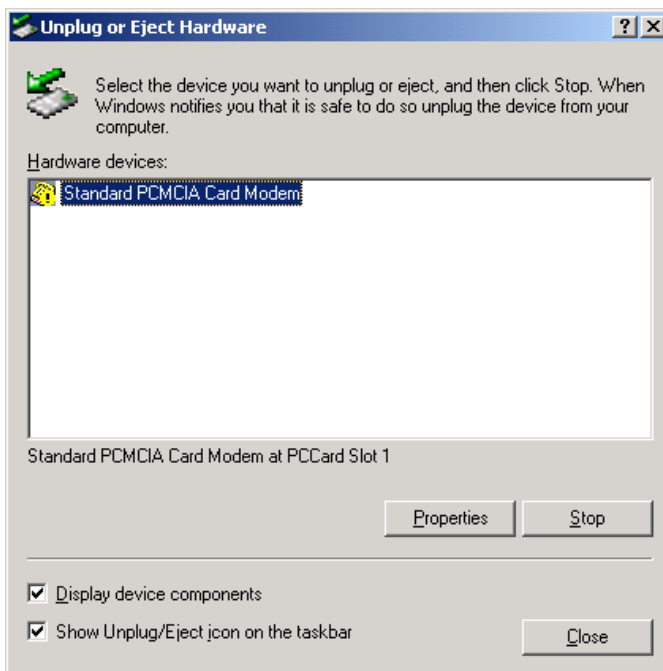 Unplug or Eject Hardware
Select the device you want to unplug or eject, and then click Stop. When
Windows notifies you that it is safe to do so unplug the device from your
computer.
Hardware devices:
Standard PCMCIA Card Modem
Standard PCMCIA Card Modem at PCCard Slot 1
Properties Stop
Display device components
Show Unplug/Eject icon on the taskbar
Close